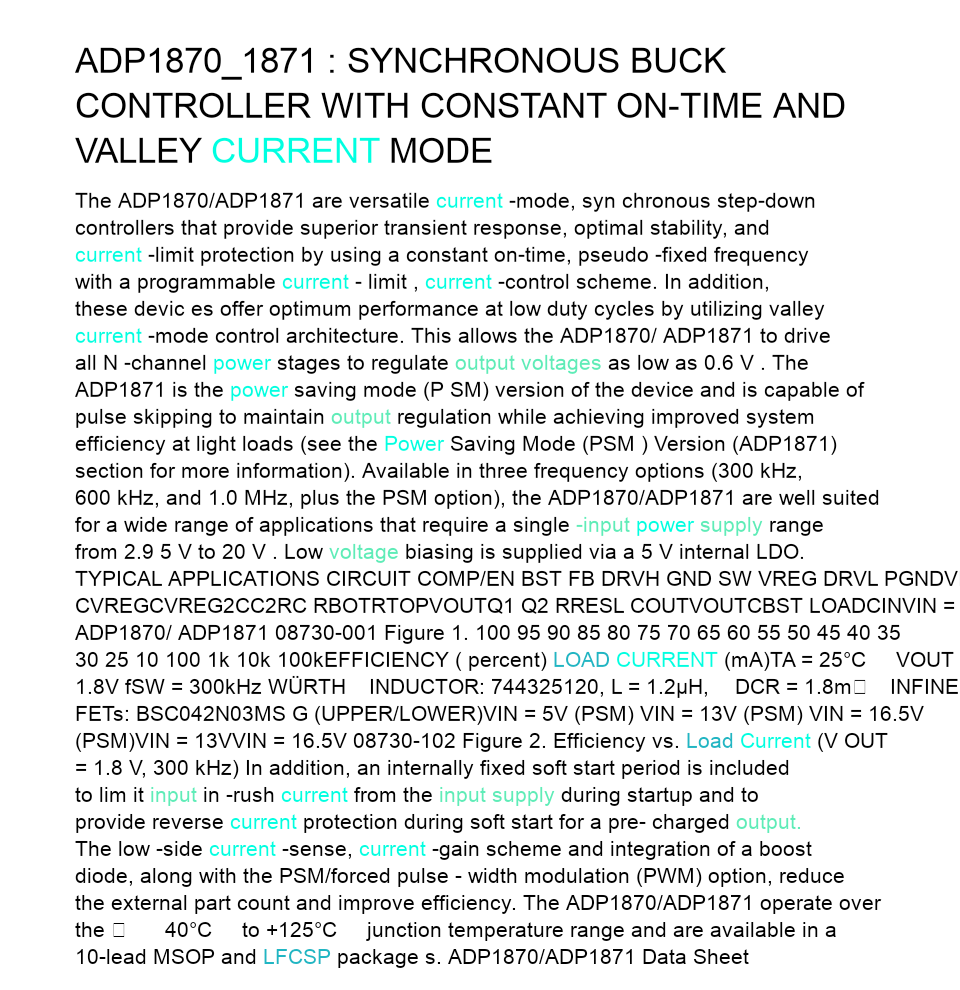 ADP1870_1871 : SYNCHRONOUS BUCK
CONTROLLER WITH CONSTANT ON-TIME AND
VALLEY CURRENT MODE
The ADP1870/ADP1871 are versatile current -mode, syn chronous step-down
controllers that provide superior transient response, optimal stability, and
current -limit protection by using a constant on-time, pseudo -fixed frequency
with a programmable current - limit , current -control scheme. In addition,
these devic es offer optimum performance at low duty cycles by utilizing valley
current -mode control architecture. This allows the ADP1870/ ADP1871 to drive
all N -channel power stages to regulate output voltages as low as 0.6 V . The
ADP1871 is the power saving mode (P SM) version of the device and is capable of
pulse skipping to maintain output regulation while achieving improved system
efficiency at light loads (see the Power Saving Mode (PSM ) Version (ADP1871)
section for more information). Available in three frequency options (300 kHz,
600 kHz, and 1.0 MHz, plus the PSM option), the ADP1870/ADP1871 are well suited
for a wide range of applications that require a single -input power supply range
from 2.9 5 V to 20 V . Low voltage biasing is supplied via a 5 V internal LDO.
TYPICAL APPLICATIONS CIRCUIT COMP/EN BST FB DRVH GND SW VREG DRVL PGNDV
CVREGCVREG2CC2RC RBOTRTOPVOUTQ1 Q2 RRESL COUTVOUTCBST LOADCINVIN =
ADP1870/ ADP1871 08730-001 Figure 1. 100 95 90 85 80 75 70 65 60 55 50 45 40 35
30 25 10 100 1k 10k 100kEFFICIENCY ( percent) LOAD CURRENT (mA)TA = 25°C VOUT
1.8V fSW = 300kHz WÜRTH INDUCTOR: 744325120, L = 1.2µH, DCR = 1.8m□ INFINE
FETs: BSC042N03MS G (UPPER/LOWER)VIN = 5V (PSM) VIN = 13V (PSM) VIN = 16.5V
(PSM)VIN = 13VVIN = 16.5V 08730-102 Figure 2. Efficiency vs. Load Current (V OUT
= 1.8 V, 300 kHz) In addition, an internally fixed soft start period is included
to lim it input in -rush current from the input supply during startup and to
provide reverse current protection during soft start for a pre- charged output.
The low -side current -sense, current -gain scheme and integration of a boost
diode, along with the PSM/forced pulse - width modulation (PWM) option, reduce
the external part count and improve efficiency. The ADP1870/ADP1871 operate over
the □ 40°C to +125°C junction temperature range and are available in a
10-lead MSOP and LFCSP package s. ADP1870/ADP1871 Data Sheet